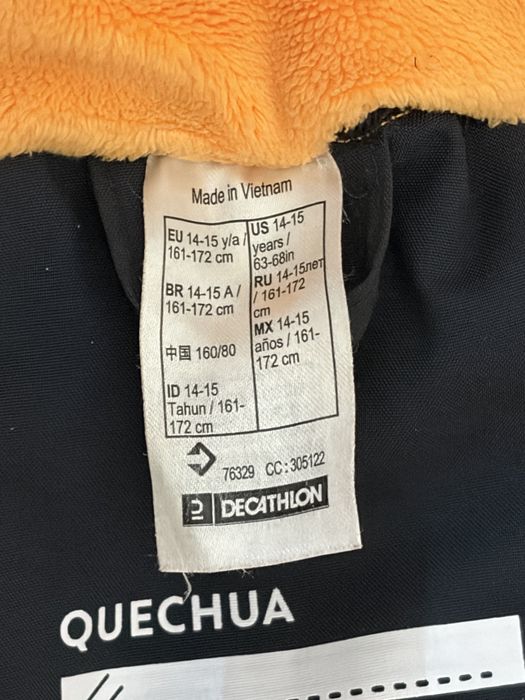 Made in Vietnam
EU 14-15 y/a /
161-172 cm
BR 14-15 A /
161-172 cm
中国 160/80
ID 14-15
Tahun / 161-
172 cm
US 14-15
years /
63-68in
RU 14-15лет
/ 161-172
cm
MX 14-15
años / 161-
172 cm
76329 CC:305122
DECATHLON
QUECHUA